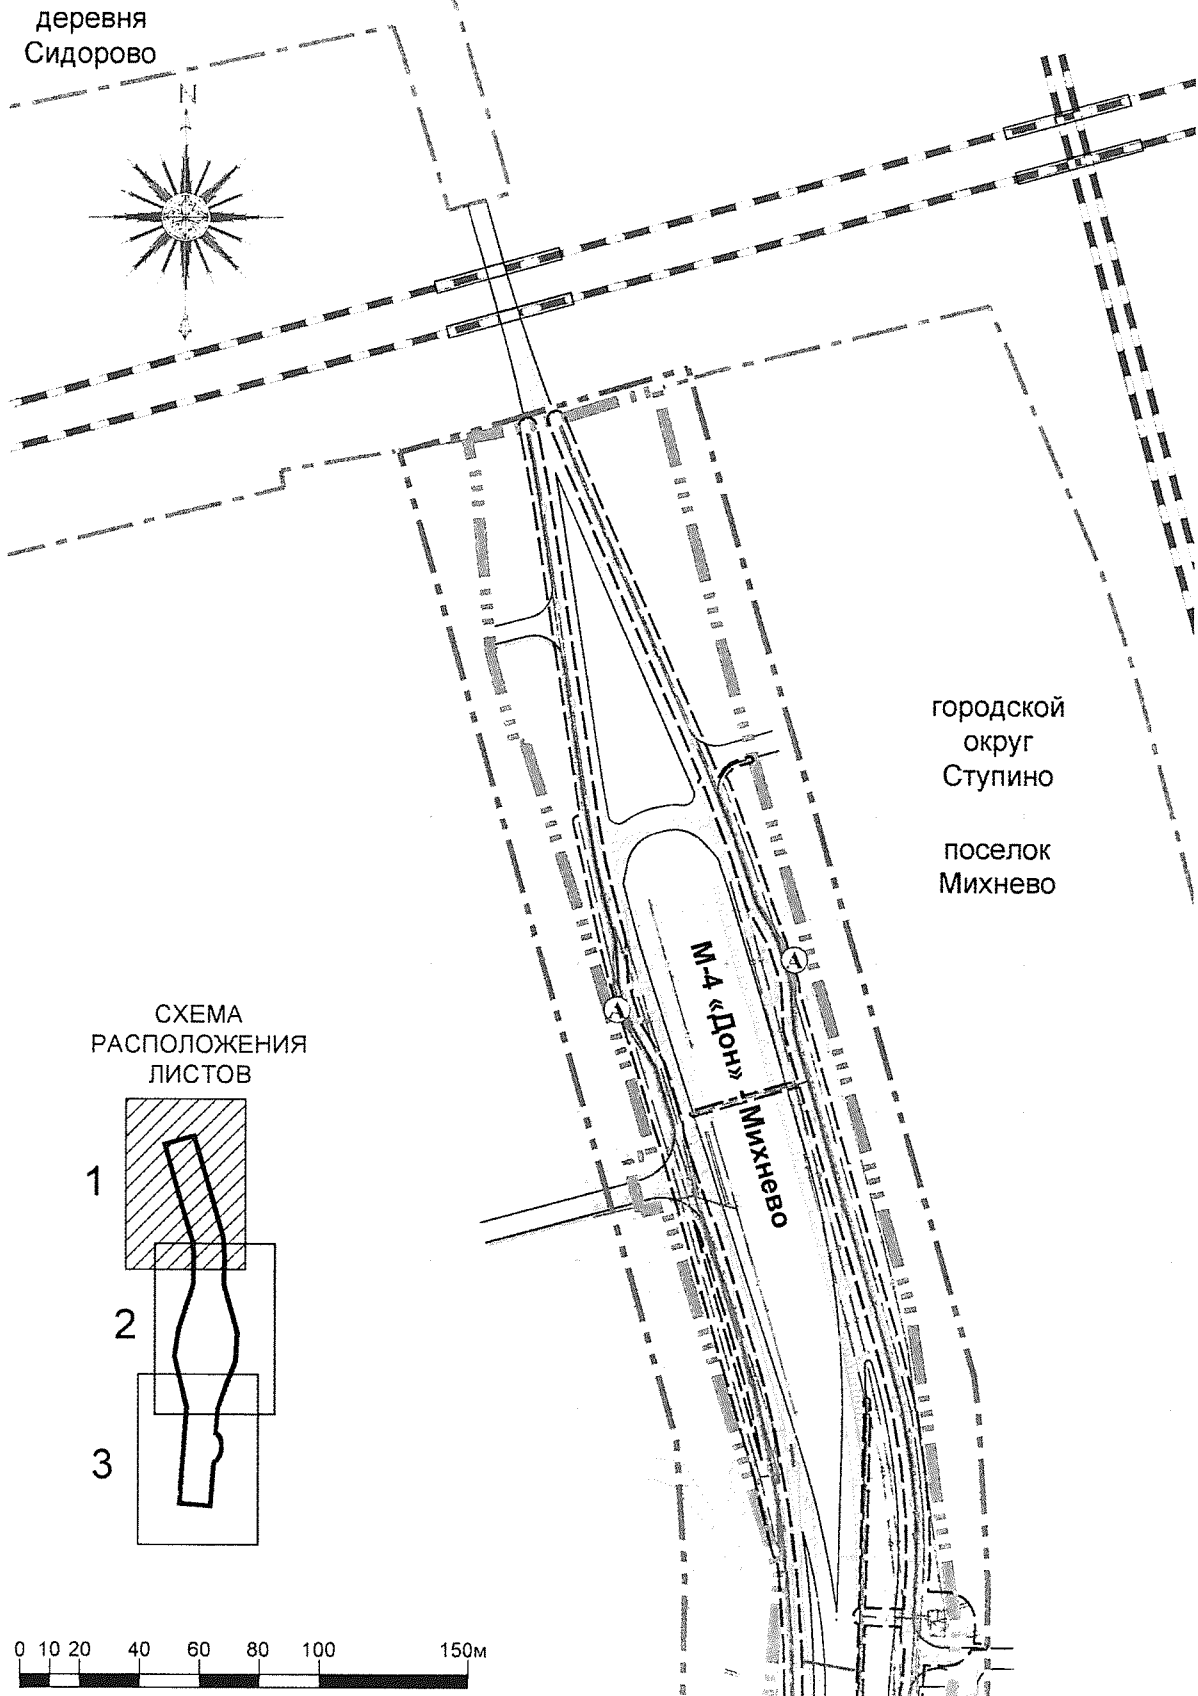 деревня
Сидорово
N
городской
округ
Ступино
поселок
Михнево
А
А
М-4 «Дон» - Михнево
СХЕМА
РАСПОЛОЖЕНИЯ
ЛИСТОВ
1
2
3
0 10 20 40 60 80 100 150м